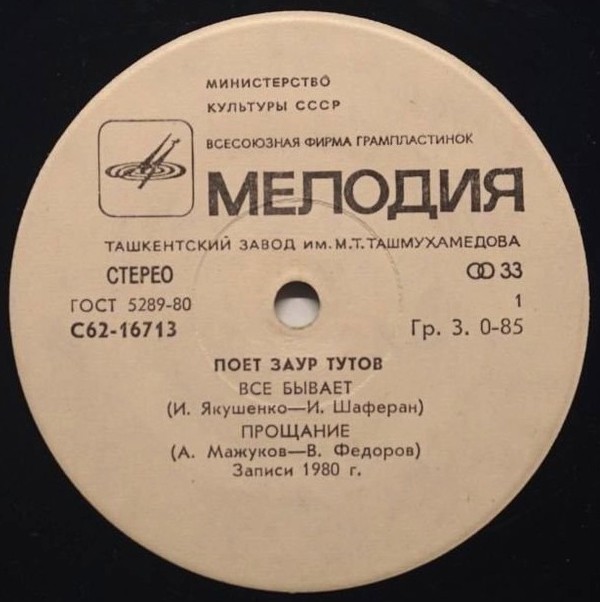 МИНИСТЕРСТВО
КУЛЬТУРЫ СССР
ВСЕСОЮЗНАЯ ФИРМА ГРАМПЛАСТИНОК
МЕЛОДИЯ
ТАШКЕНТСКИЙ ЗАВОД ИМ. М.Т. ТАШМУХАМЕДОВА
СТЕРЕО 33
ГОСТ 5289-80 1
С62-16713 Гр. 3. 0-85
ПОЕТ ЗАУР ТУТОВ
ВСЕ БЫВАЕТ
(И. Якушенко—И. Шаферан)
ПРОЩАНИЕ
(А. Мажуков—В. Федоров)
Записи 1980 г.